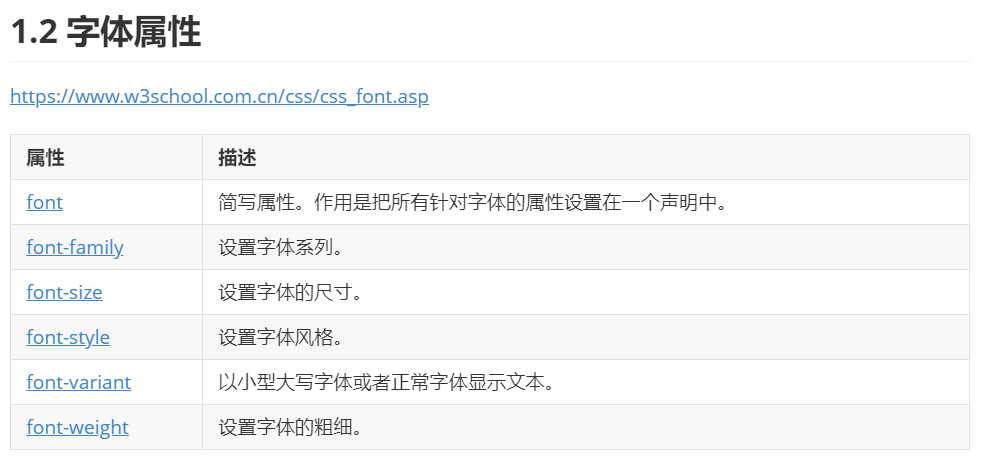 1.2 字体属性
https://www.w3school.com.cn/css/css_font.asp
属性 描述
font 简写属性。作用是把所有针对字体的属性设置在一个声明中。
font-family 设置字体系列。
font-size 设置字体的尺寸。
font-style 设置字体风格。
font-variant 以小型大写字体或者正常字体显示文本。
font-weight 设置字体的粗细。